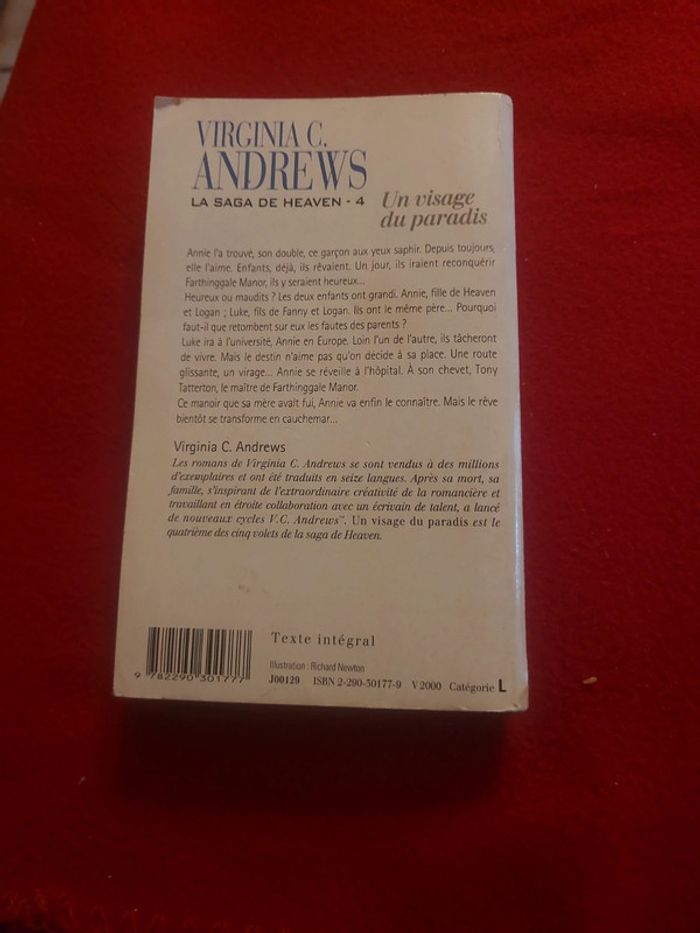 VIRGINIA C.
ANDREWS
LA SAGA DE HEAVEN - 4
Un visage
du paradis
Annie l'a trouvé, son double, ce garçon aux yeux saphir. Depuis toujours,
elle l'aime. Enfants, déjà, ils rêvaient. Un jour, ils iraient reconquérir
Farthinggale Manor, ils y seraient heureux...
Heureux ou maudits ? Les deux enfants ont grandi. Annie, fille de Heaven
et Logan ; Luke, fils de Fanny et Logan. Ils ont le même père... Pourquoi
faut-il que retombent sur eux les fautes des parents ?
Luke ira à l'université, Annie en Europe. Loin l'un de l'autre, ils tâcheront
de vivre. Mais le destin n'aime pas qu'on décide à sa place. Une route
glissante, un virage... Annie se réveille à l'hôpital. À son chevet, Tony
Tatterton, le maître de Farthinggale Manor.
Ce manoir que sa mère avait fui, Annie va enfin le connaître. Mais le rêve
bientôt se transforme en cauchemar...
Virginia C. Andrews
Les romans de Virginia C. Andrews se sont vendus à des millions
d'exemplaires et ont été traduits en seize langues. Après sa mort, sa
famille, s'inspirant de l'extraordinaire créativité de la romancière et
travaillant en étroite collaboration avec un écrivain de talent, a lancé
de nouveaux cycles V.C. Andrews™. Un visage du paradis est le
quatrième des cinq volets de la saga de Heaven.
Texte intégral
Illustration : Richard Newton
J00129 ISBN 2-290-30177-9 V 2000 Catégorie L
9 782290 301777